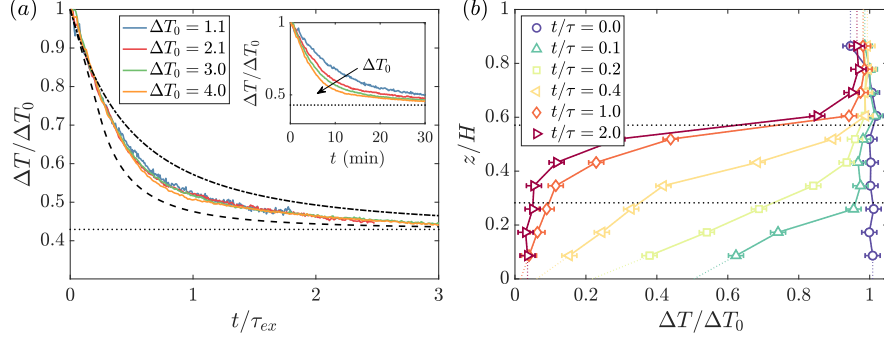 (a)
ΔT/ΔT₀
1
0.9
0.8
0.7
0.6
0.5
0.4
0.3
0
1
2
3
t/τₑₓ
ΔT₀ = 1.1
ΔT₀ = 2.1
ΔT₀ = 3.0
ΔT₀ = 4.0
ΔT/ΔT₀
0.5
ΔT₀
0
10
20
30
t (min)
(b)
z/H
1
0.8
0.6
0.4
0.2
0
0
0.2
0.4
0.6
0.8
1
ΔT/ΔT₀
t/τ = 0.0
t/τ = 0.1
t/τ = 0.2
t/τ = 0.4
t/τ = 1.0
t/τ = 2.0